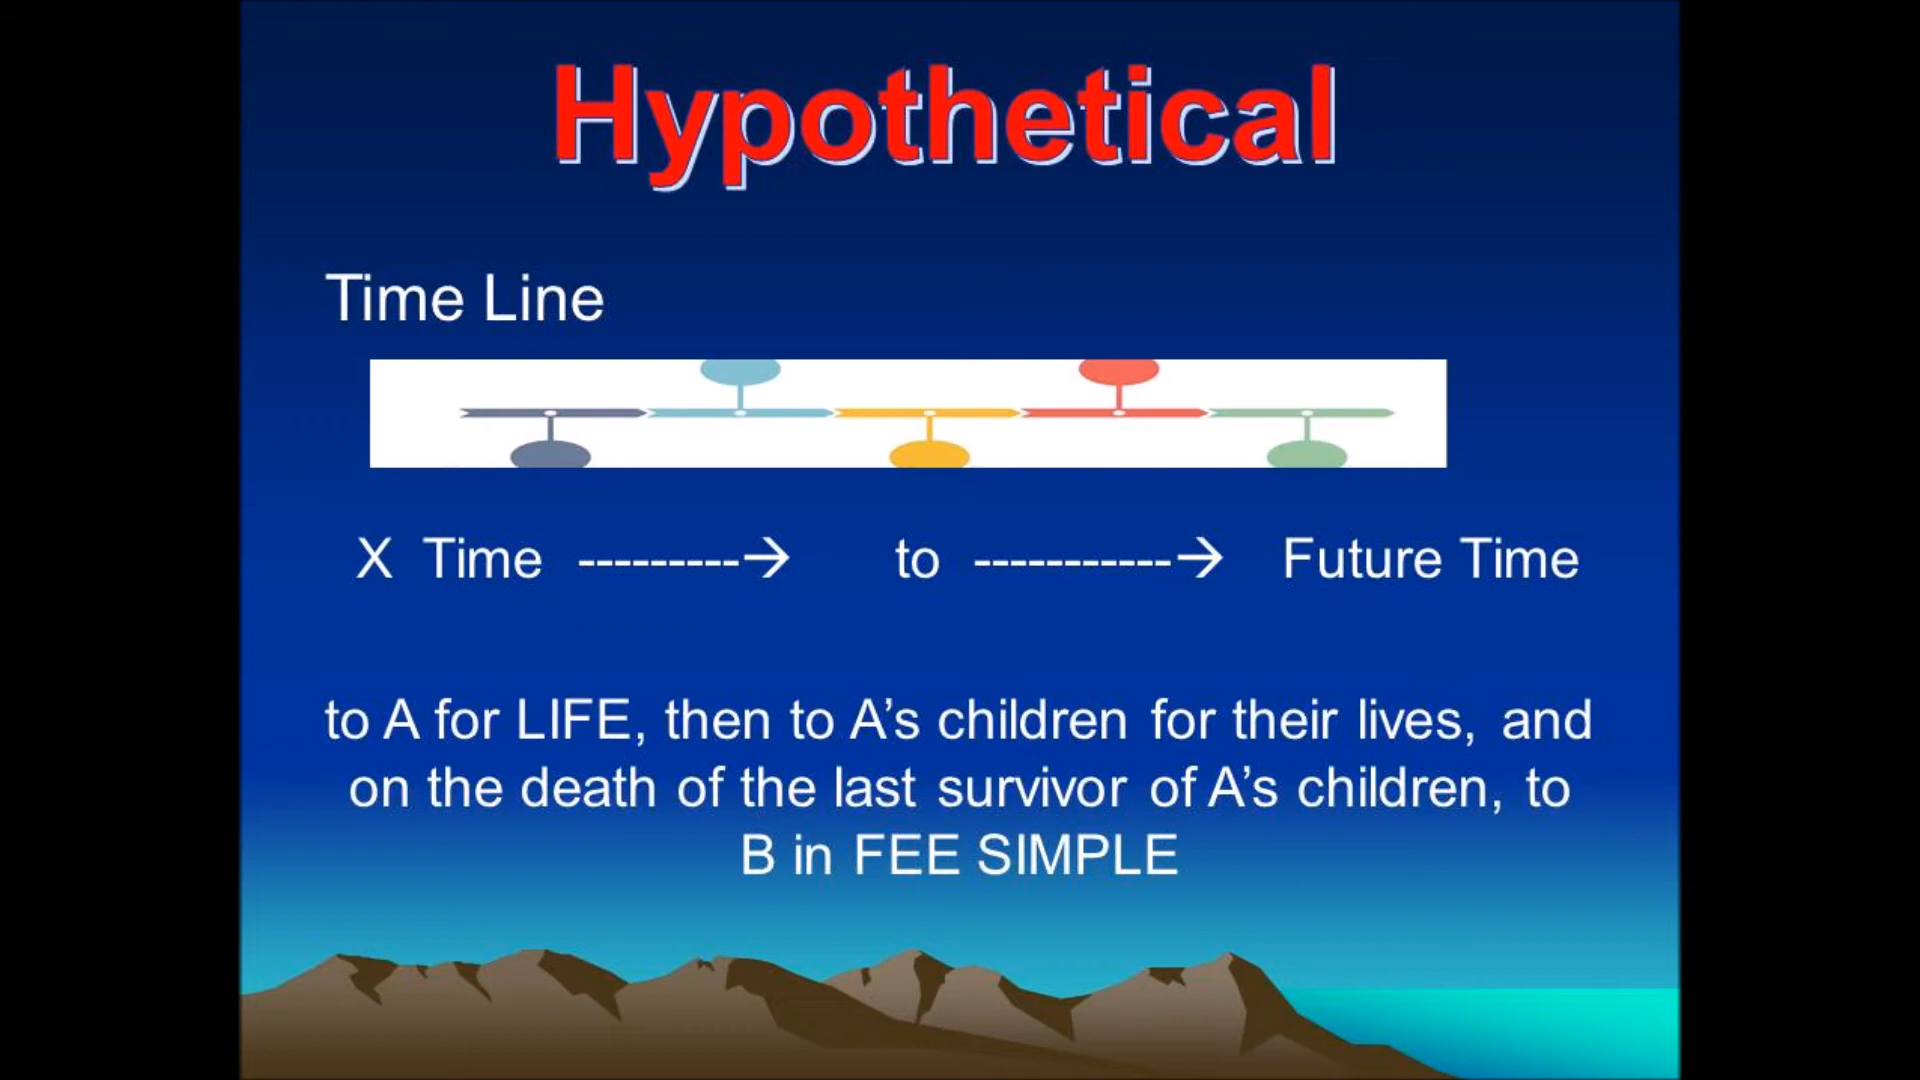 Hypothetical
Time Line
X Time ---------→ to -----------→ Future Time
to A for LIFE, then to A’s children for their lives, and
on the death of the last survivor of A’s children, to
B in FEE SIMPLE